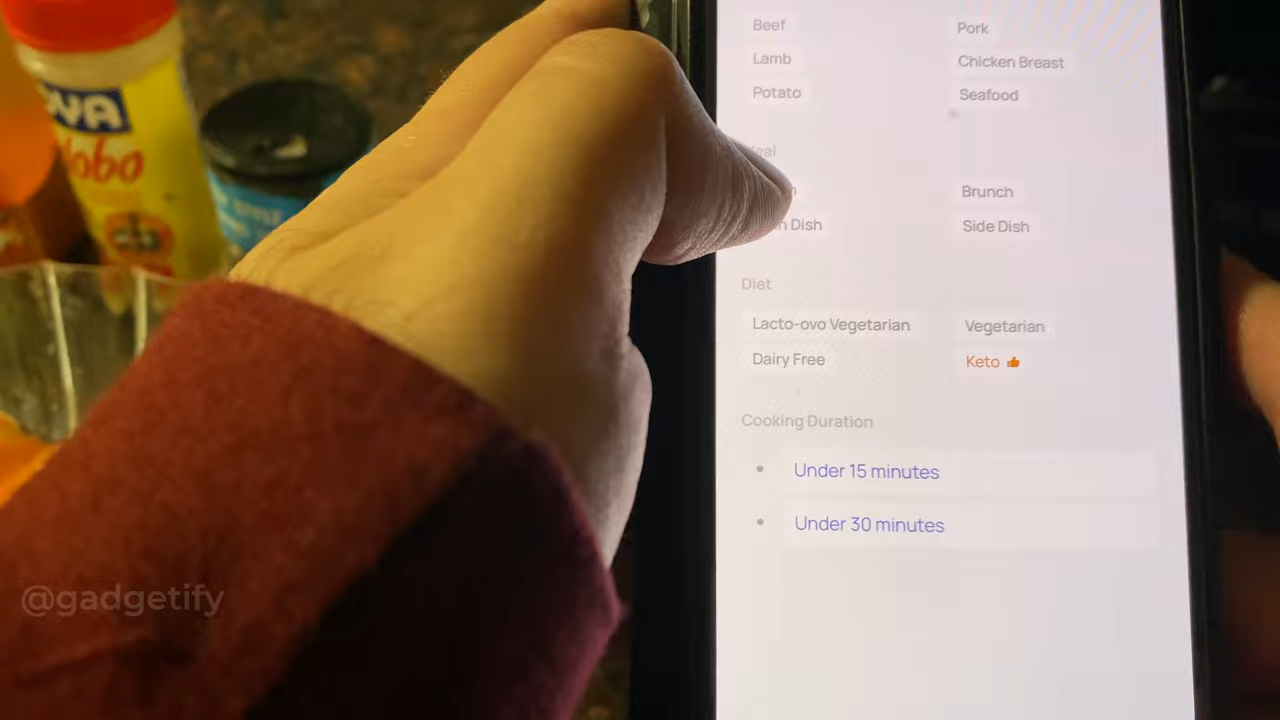 Beef Pork
Lamb Chicken Breast
Potato Seafood
Brunch
Dish Side Dish
Diet
Lacto-ovo Vegetarian Vegetarian
Dairy Free Keto
Cooking Duration
• Under 15 minutes
• Under 30 minutes
@gadgetify